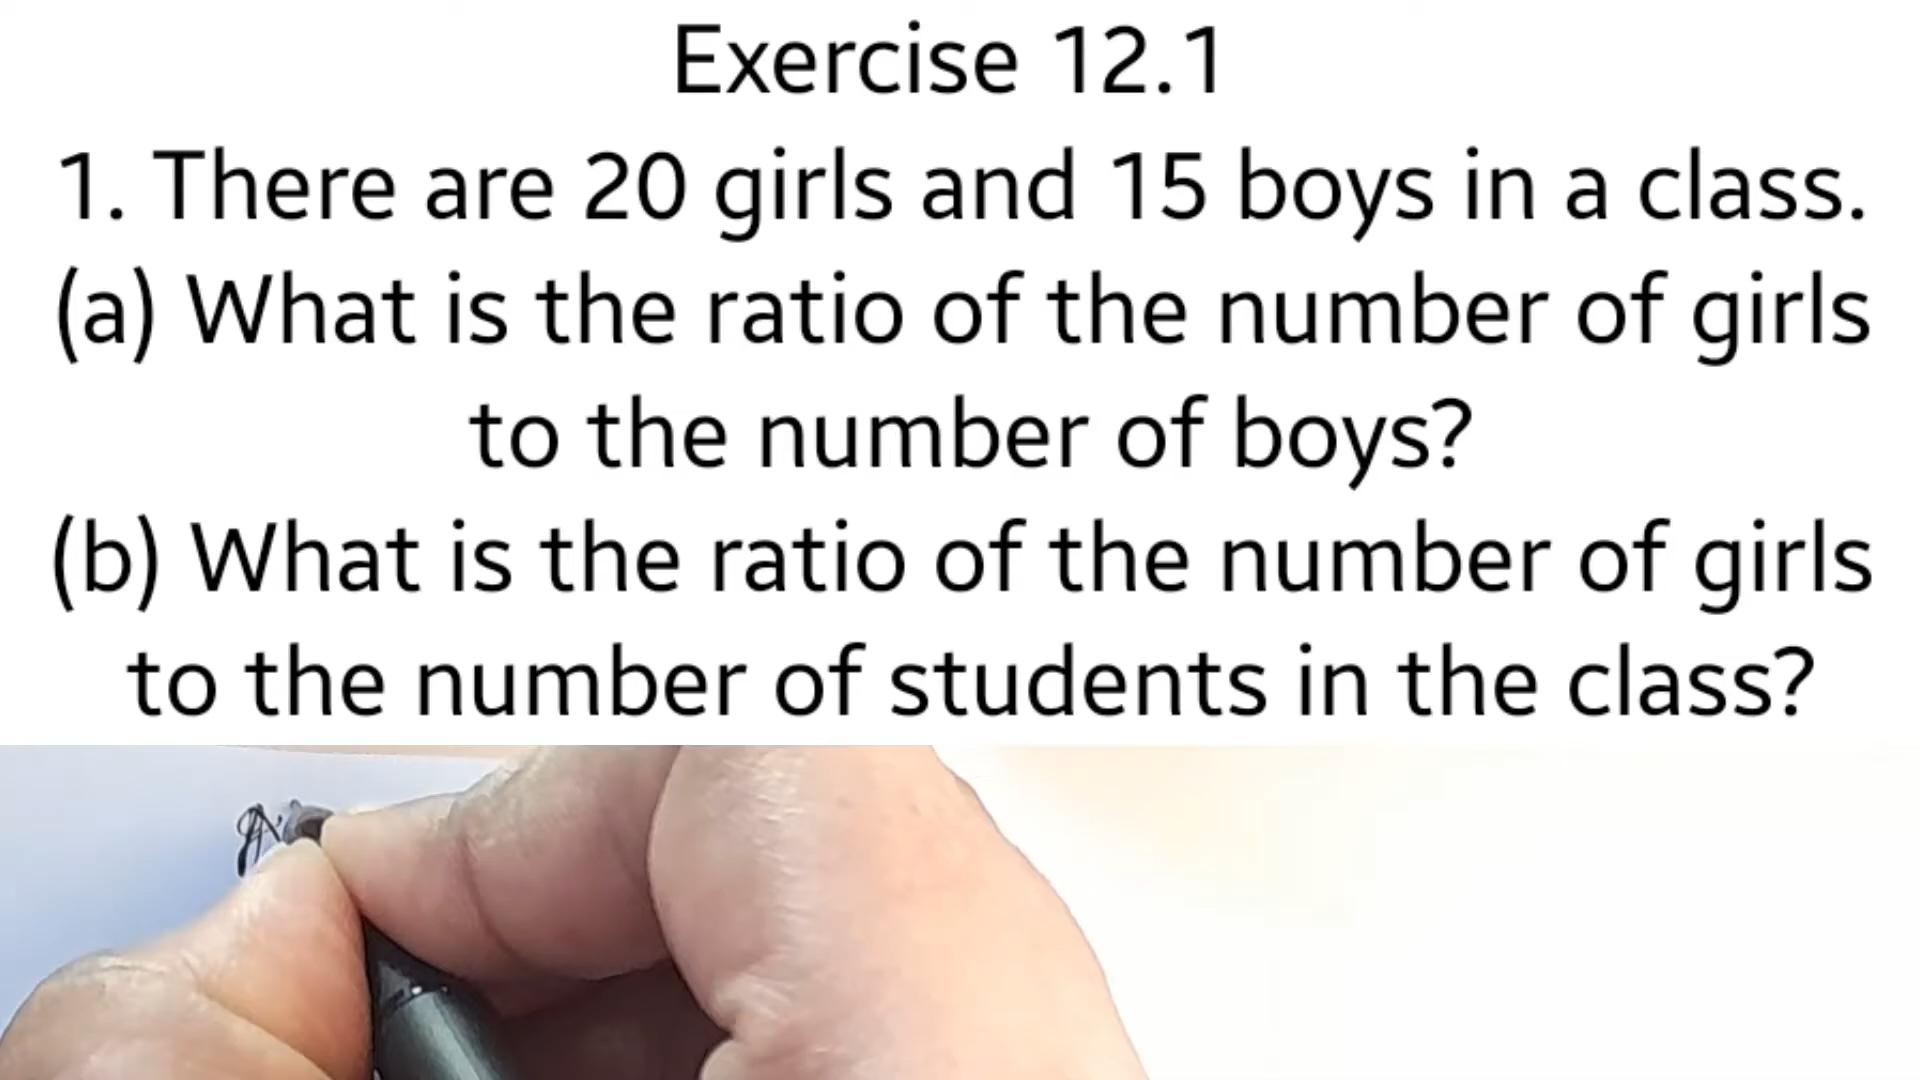 Exercise 12.1
1. There are 20 girls and 15 boys in a class.
(a) What is the ratio of the number of girls
to the number of boys?
(b) What is the ratio of the number of girls
to the number of students in the class?